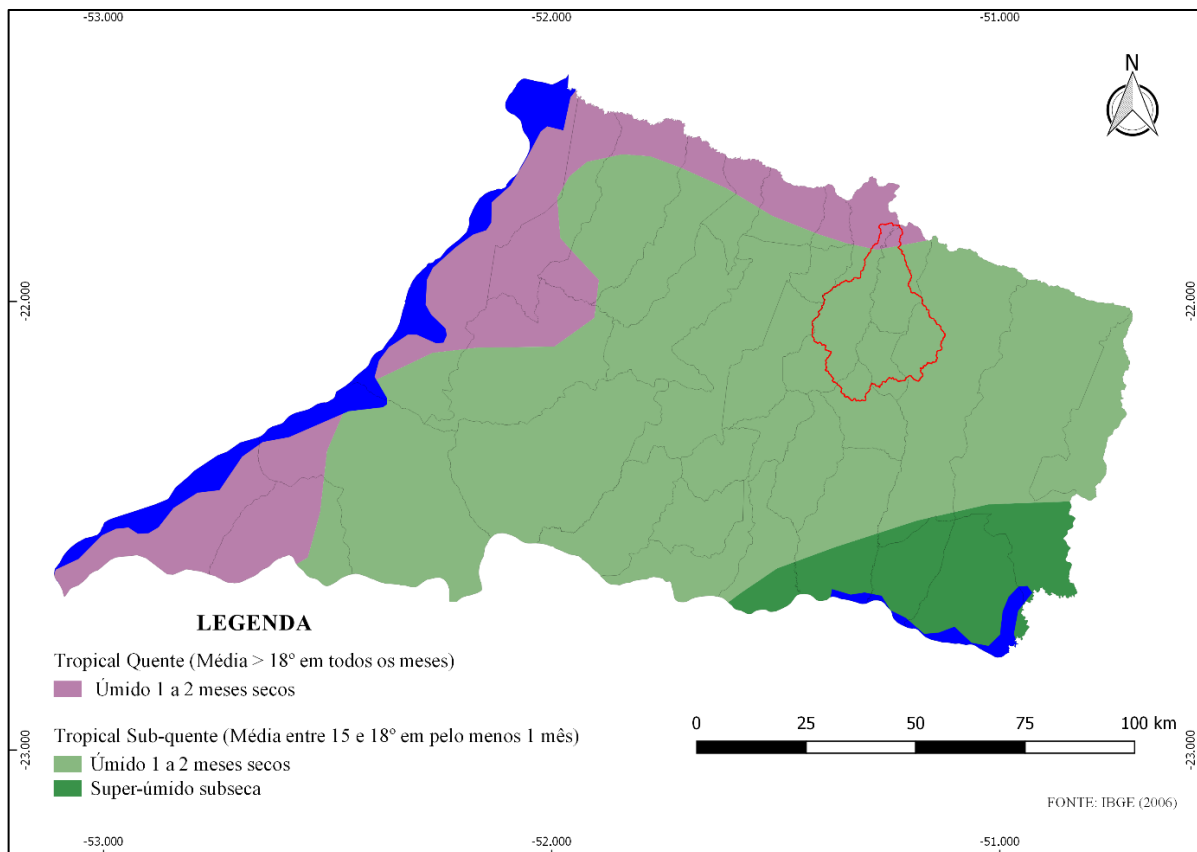 -53.000 -52.000 -51.000
N
-22.000 -22.000
LEGENDA
Tropical Quente (Média > 18º em todos os meses)
Úmido 1 a 2 meses secos
Tropical Sub-quente (Média entre 15 e 18º em pelo menos 1 mês)
Úmido 1 a 2 meses secos
Super-úmido subseca
0 25 50 75 100 km
-23.000 -23.000
FONTE: IBGE (2006)
-53.000 -52.000 -51.000